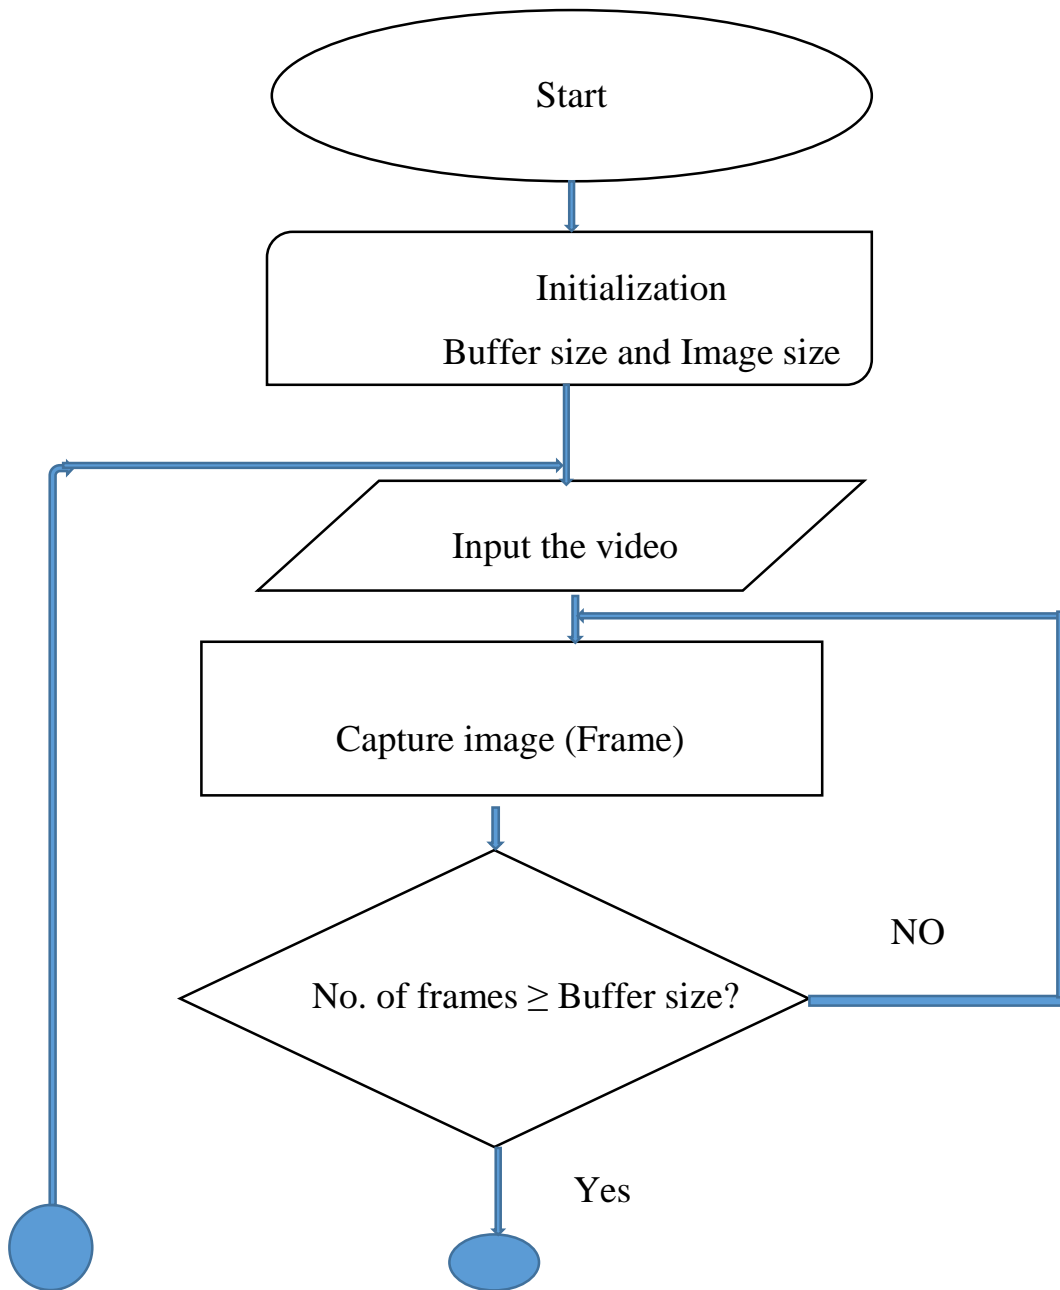 Start
Initialization
Buffer size and Image size
Input the video
Capture image (Frame)
NO
No. of frames ≥ Buffer size?
Yes